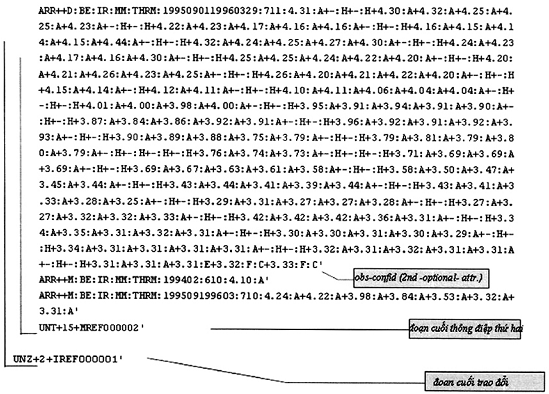 ARR++D:BE:IR:MM:THRM:1995090119960329:711:4.31:A+-:H+-:H+4.30:A+4.32:A+4.25:A+4.
25:A+4.23:A+-:H+-:H+4.22:A+4.23:A+4.17:A+4.16:A+4.16:A+-:H+-:H+4.16:A+4.15:A+4.1
4:A+4.15:A+4.44:A+-:H+-:H+4.32:A+4.24:A+4.25:A+4.27:A+4.30:A+-:H+-:H+4.24:A+4.23
:A+4.17:A+4.16:A+4.30:A+-:H+-:H+4.25:A+4.25:A+4.24:A+4.22:A+4.20:A+-:H+-:H+4.20:
A+4.21:A+4.26:A+4.23:A+4.25:A+-:H+-:H+4.26:A+4.20:A+4.21:A+4.22:A+4.20:A+-:H+-:H
+4.15:A+4.14:A+-:H+4.12:A+4.11:A+-:H+-:H+4.10:A+4.11:A+4.06:A+4.04:A+4.04:A+-:H+
-:H+-:H+4.01:A+4.00:A+3.98:A+4.00:A+-:H+-:H+3.95:A+3.91:A+3.94:A+3.91:A+3.90:A+-
:H+-:H+3.87:A+3.84:A+3.86:A+3.92:A+3.91:A+-:H+-:H+3.96:A+3.92:A+3.91:A+3.92:A+3.
93:A+-:H+-:H+3.90:A+3.89:A+3.88:A+3.75:A+3.79:A+-:H+-:H+3.79:A+3.81:A+3.79:A+3.8
0:A+3.79:A+-:H+-:H+-:H+3.76:A+3.74:A+3.73:A+-:H+-:H+3.71:A+3.69:A+3.69:A+3.69:A
+3.69:A+-:H+-:H+3.69:A+3.67:A+3.63:A+3.61:A+3.58:A+-:H+-:H+3.58:A+3.50:A+3.47:A+
3.45:A+3.44:A+-:H+-:H+3.43:A+3.44:A+3.41:A+3.39:A+3.44:A+-:H+-:H+3.43:A+3.41:A+3
.33:A+3.28:A+3.25:A+-:H+-:H+3.29:A+3.31:A+3.27:A+3.27:A+3.28:A+-:H+-:H+3.27:A+3.
27:A+3.32:A+3.32:A+3.33:A+-:H+-:H+3.42:A+3.42:A+3.42:A+3.36:A+3.31:A+-:H+-:H+3.3
4:A+3.35:A+3.31:A+3.32:A+3.31:A+-:H+-:H+3.30:A+3.30:A+3.31:A+3.30:A+3.29:A+-:H+-
:H+3.34:A+3.31:A+3.31:A+3.31:A+3.31:A+-:H+-:H+3.31:A+3.32:A+3.32:A+3.31:A+3.31:A
+-:H+-:H+3.31:A+3.31:A+3.31:E+3.32:F:C+3.33:F:C'
obs-confid (2nd -optional- attr.)
ARR++M:BE:IR:MM:THRM:199402:610:4.10:A'
ARR++M:BE:IR:MM:THRM:199509199603:710:4.24:A+4.22:A+3.98:A+3.84:A+3.53:A+3.32:A+
3.31:A'
UNT+15+MREF000002'
đoạn cuối thông điệp thứ hai
UNZ+2+IREF000001'
đoan cuối trao đổi